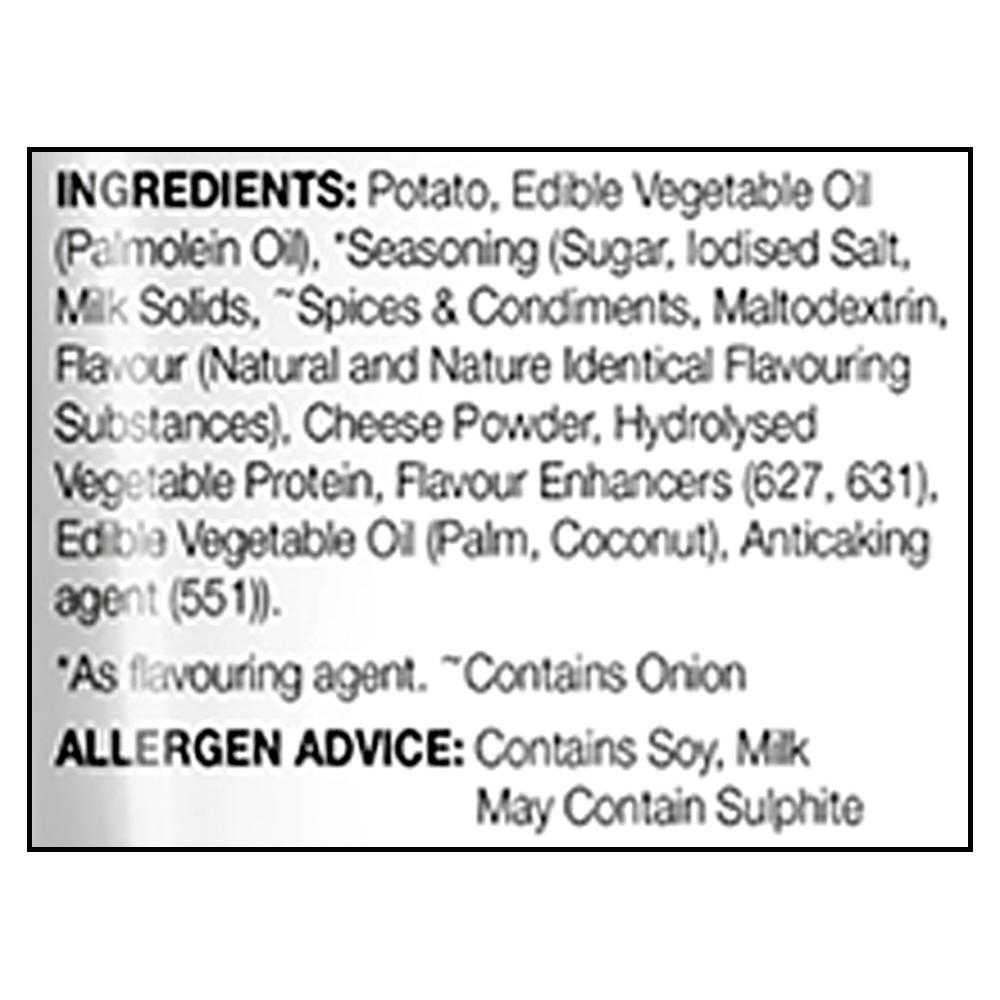 INGREDIENTS: Potato, Edible Vegetable Oil
(Palmolein Oil), *Seasoning (Sugar, Iodised Salt,
Milk Solids, ~Spices & Condiments, Maltodextrin,
Flavour (Natural and Nature Identical Flavouring
Substances), Cheese Powder, Hydrolysed
Vegetable Protein, Flavour Enhancers (627, 631),
Edible Vegetable Oil (Palm, Coconut), Anticaking
agent (551)).
*As flavouring agent. ~Contains Onion
ALLERGEN ADVICE: Contains Soy, Milk
May Contain Sulphite